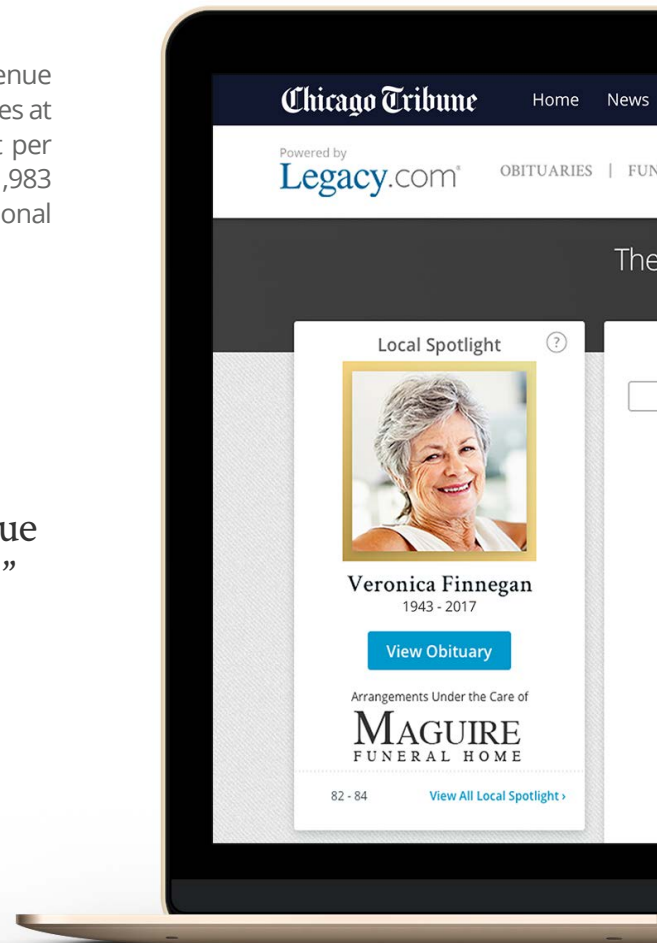 enue
es at
per
,983
ional
ue
”
Chicago Tribune Home News
Powered by
Legacy.com® OBITUARIES | FUN
The
Local Spotlight ?
Veronica Finnegan
1943 - 2017
View Obituary
Arrangements Under the Care of
MAGUIRE
FUNERAL HOME
82 - 84 View All Local Spotlight ›